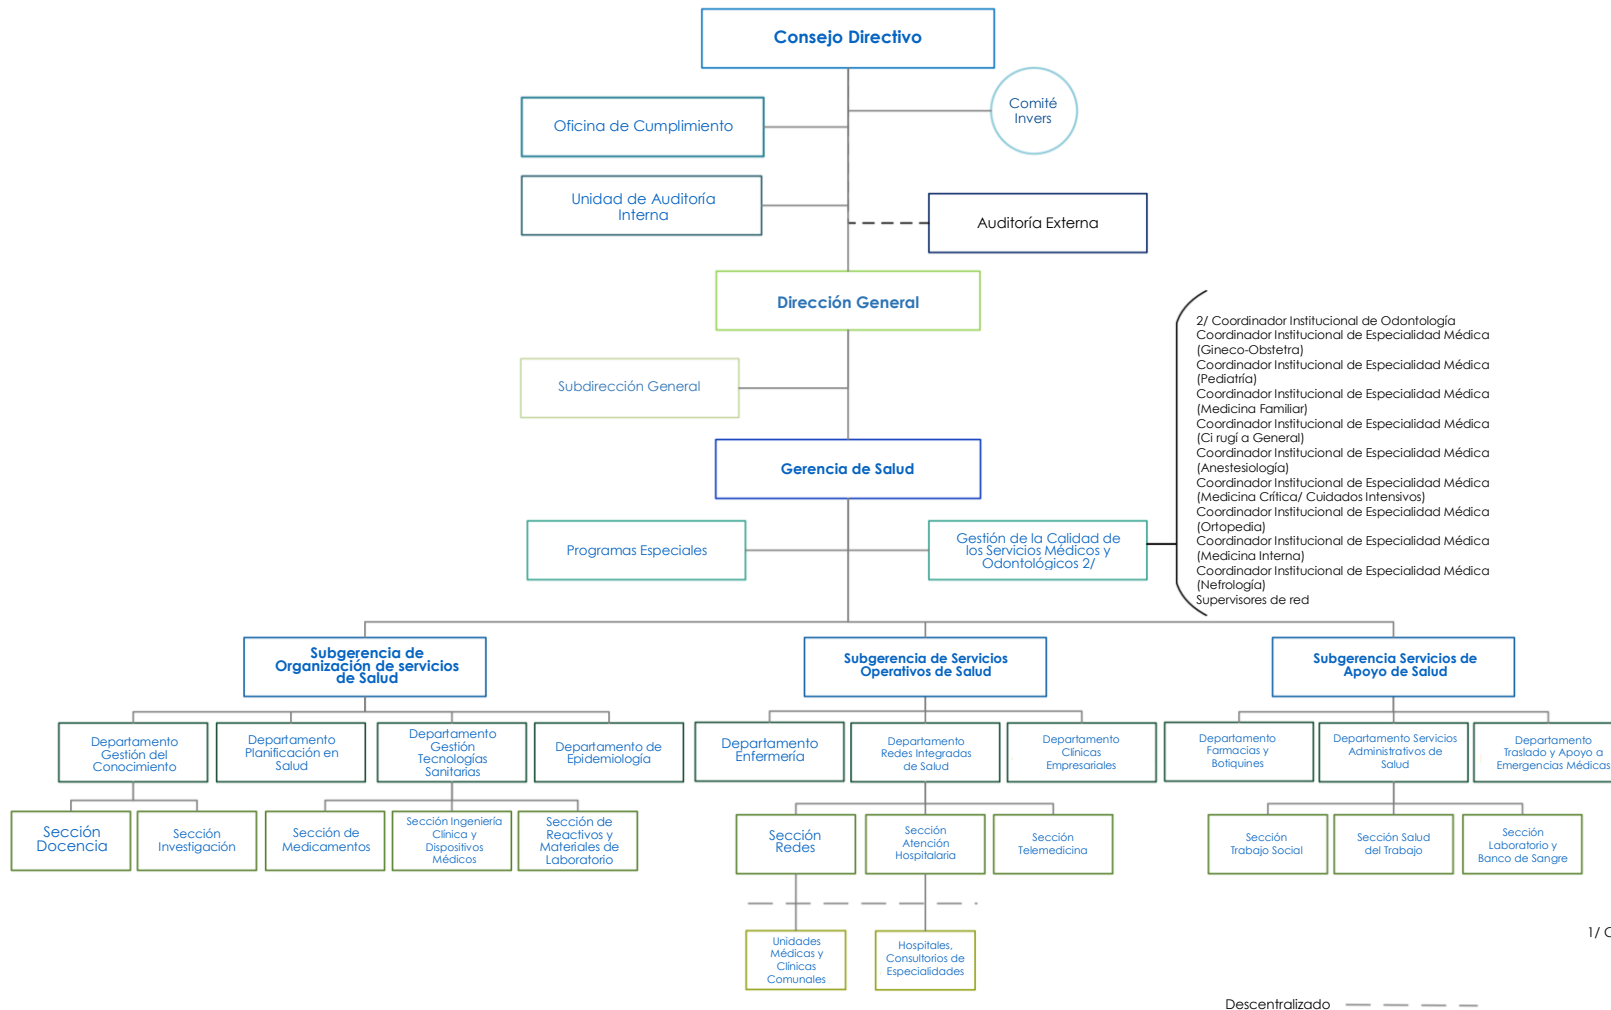 Consejo Directivo
Comité
Invers
Oficina de Cumplimiento
Unidad de Auditoría
Interna
Auditoría Externa
Dirección General
Subdirección General
Gerencia de Salud
2/ Coordinador Institucional de Odontología
Coordinador Institucional de Especialidad Médica
(Gineco-Obstetra)
Coordinador Institucional de Especialidad Médica
(Pediatría)
Coordinador Institucional de Especialidad Médica
(Medicina Familiar)
Coordinador Institucional de Especialidad Médica
(Ci rugí a General)
Coordinador Institucional de Especialidad Médica
(Anestesiología)
Coordinador Institucional de Especialidad Médica
(Medicina Crítica/ Cuidados Intensivos)
Coordinador Institucional de Especialidad Médica
(Ortopedia)
Coordinador Institucional de Especialidad Médica
(Medicina Interna)
Coordinador Institucional de Especialidad Médica
(Nefrología)
Supervisores de red
Programas Especiales
Gestión de la Calidad de
los Servicios Médicos y
Odontológicos 2/
Subgerencia de
Organización de servicios
de Salud
Subgerencia de Servicios
Operativos de Salud
Subgerencia Servicios de
Apoyo de Salud
Departamento
Gestión del
Conocimiento
Departamento
Planificación en
Salud
Departamento
Gestión
Tecnologías
Sanitarias
Departamento de
Epidemiología
Departamento
Enfermería
Departamento
Redes Integradas
de Salud
Departamento
Clínicas
Empresariales
Departamento
Farmacias y
Botiquines
Departamento Servicios
Administrativos de
Salud
Departamento
Traslado y Apoyo a
Emergencias Médicas
Sección
Docencia
Sección
Investigación
Sección de
Medicamentos
Sección Ingeniería
Clínica y
Dispositivos
Médicos
Sección de
Reactivos y
Materiales de
Laboratorio
Sección
Redes
Sección
Atención
Hospitalaria
Sección
Telemedicina
Sección
Trabajo Social
Sección Salud
del Trabajo
Sección
Laboratorio y
Banco de Sangre
Unidades
Médicas y
Clínicas
Comunales
Hospitales,
Consultorios de
Especialidades
1/ C
Descentralizado